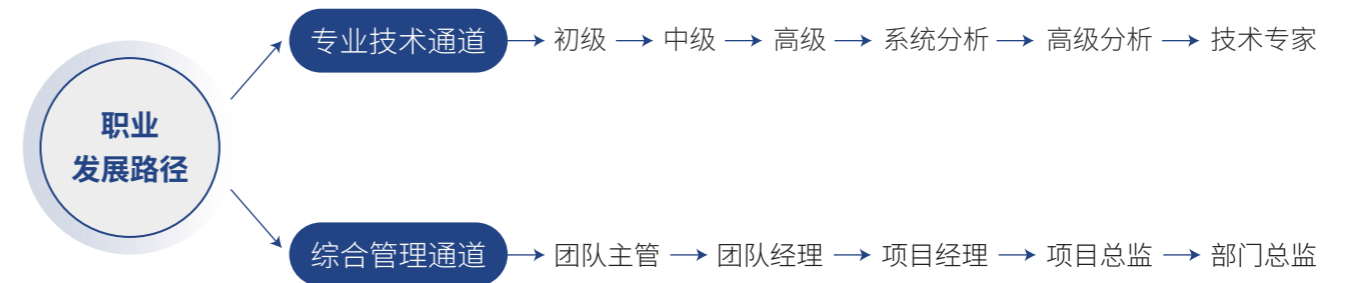 职业
发展路径
专业技术通道 初级 中级 高级 系统分析 高级分析 技术专家
综合管理通道 团队主管 团队经理 项目经理 项目总监 部门总监